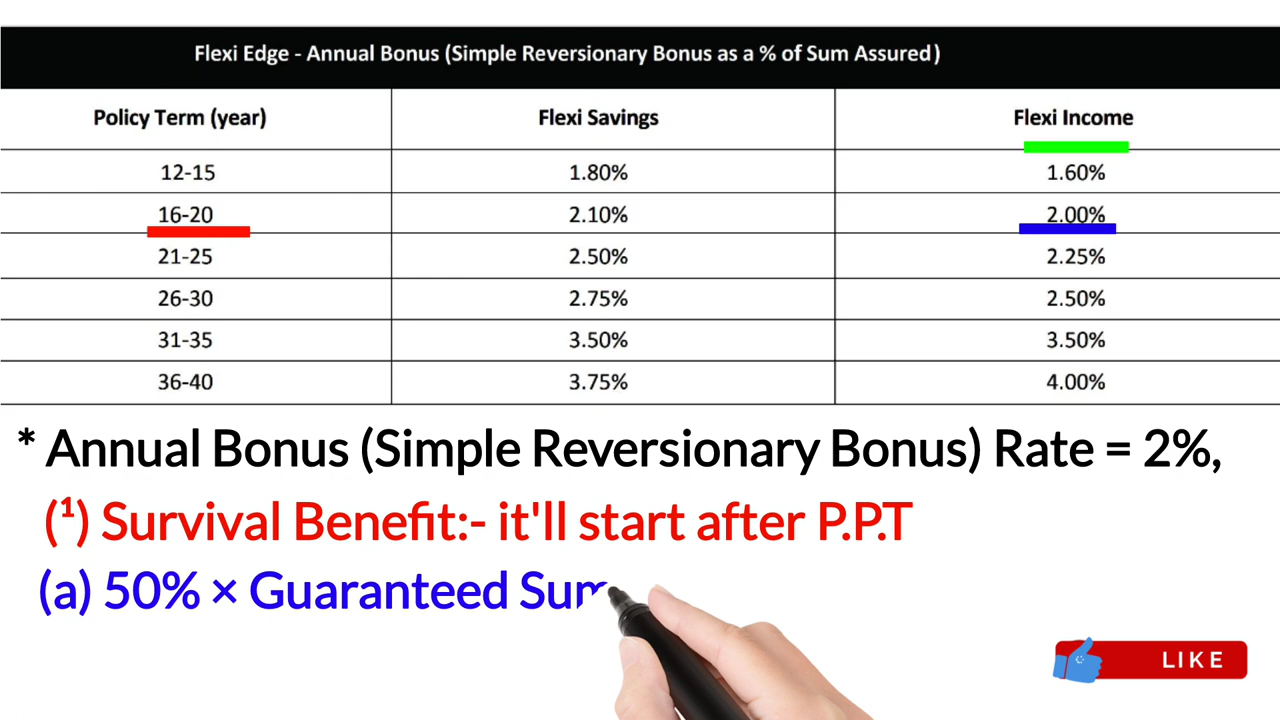 Flexi Edge - Annual Bonus (Simple Reversionary Bonus as a % of Sum Assured)
Policy Term (year) Flexi Savings Flexi Income
12-15 1.80% 1.60%
16-20 2.10% 2.00%
21-25 2.50% 2.25%
26-30 2.75% 2.50%
31-35 3.50% 3.50%
36-40 3.75% 4.00%
* Annual Bonus (Simple Reversionary Bonus) Rate = 2%,
(¹) Survival Benefit:- it'll start after P.P.T
(a) 50% × Guaranteed Sum
LIKE